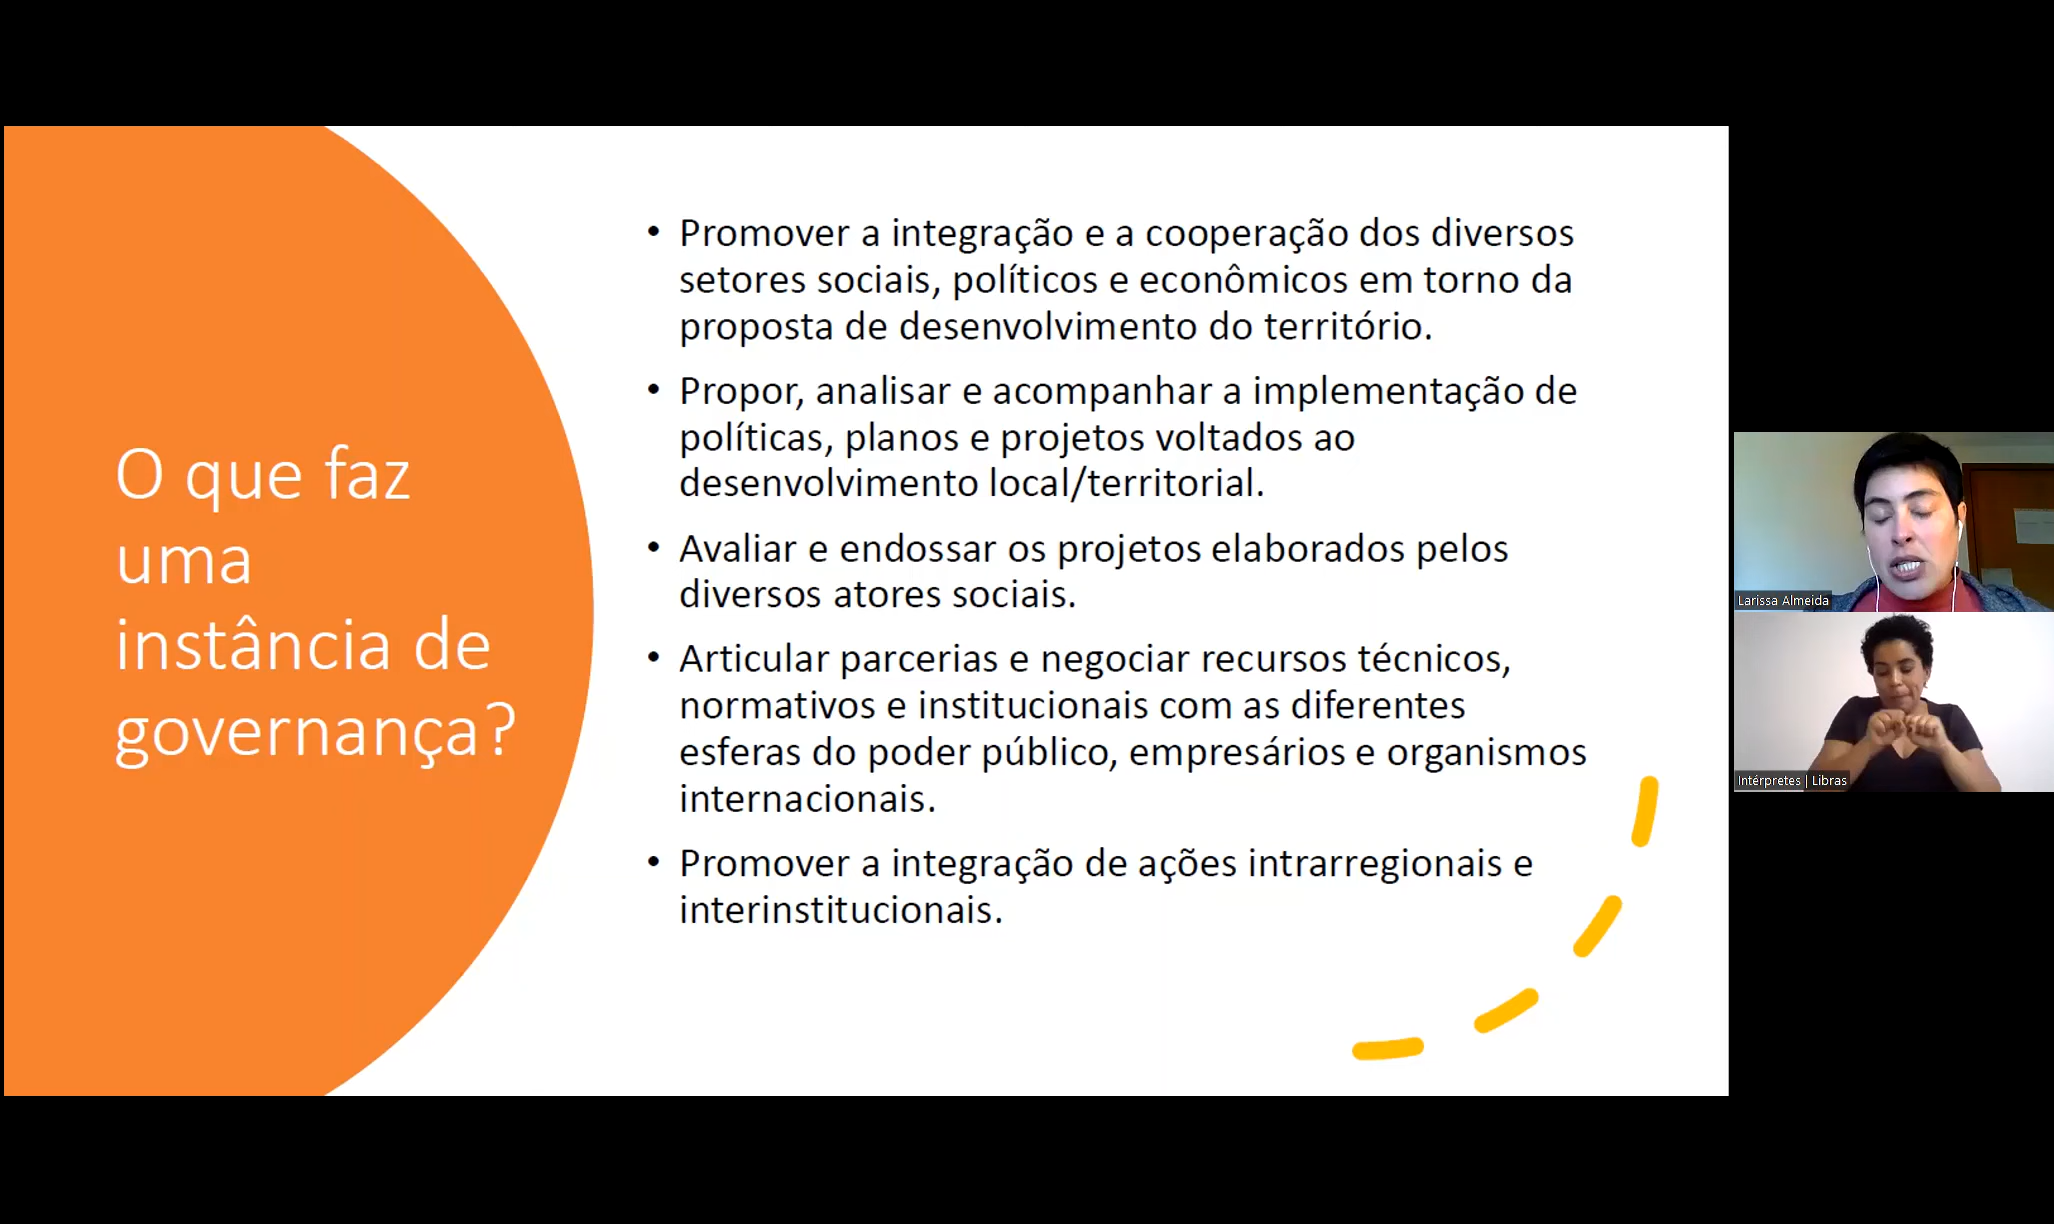 O que faz
uma
instância de
governança?
• Promover a integração e a cooperação dos diversos
setores sociais, políticos e econômicos em torno da
proposta de desenvolvimento do território.
• Propor, analisar e acompanhar a implementação de
políticas, planos e projetos voltados ao
desenvolvimento local/territorial.
• Avaliar e endossar os projetos elaborados pelos
diversos atores sociais.
• Articular parcerias e negociar recursos técnicos,
normativos e institucionais com as diferentes
esferas do poder público, empresários e organismos
internacionais.
• Promover a integração de ações intrarregionais e
interinstitucionais.
Larissa Almeida
Intérpretes | Libras